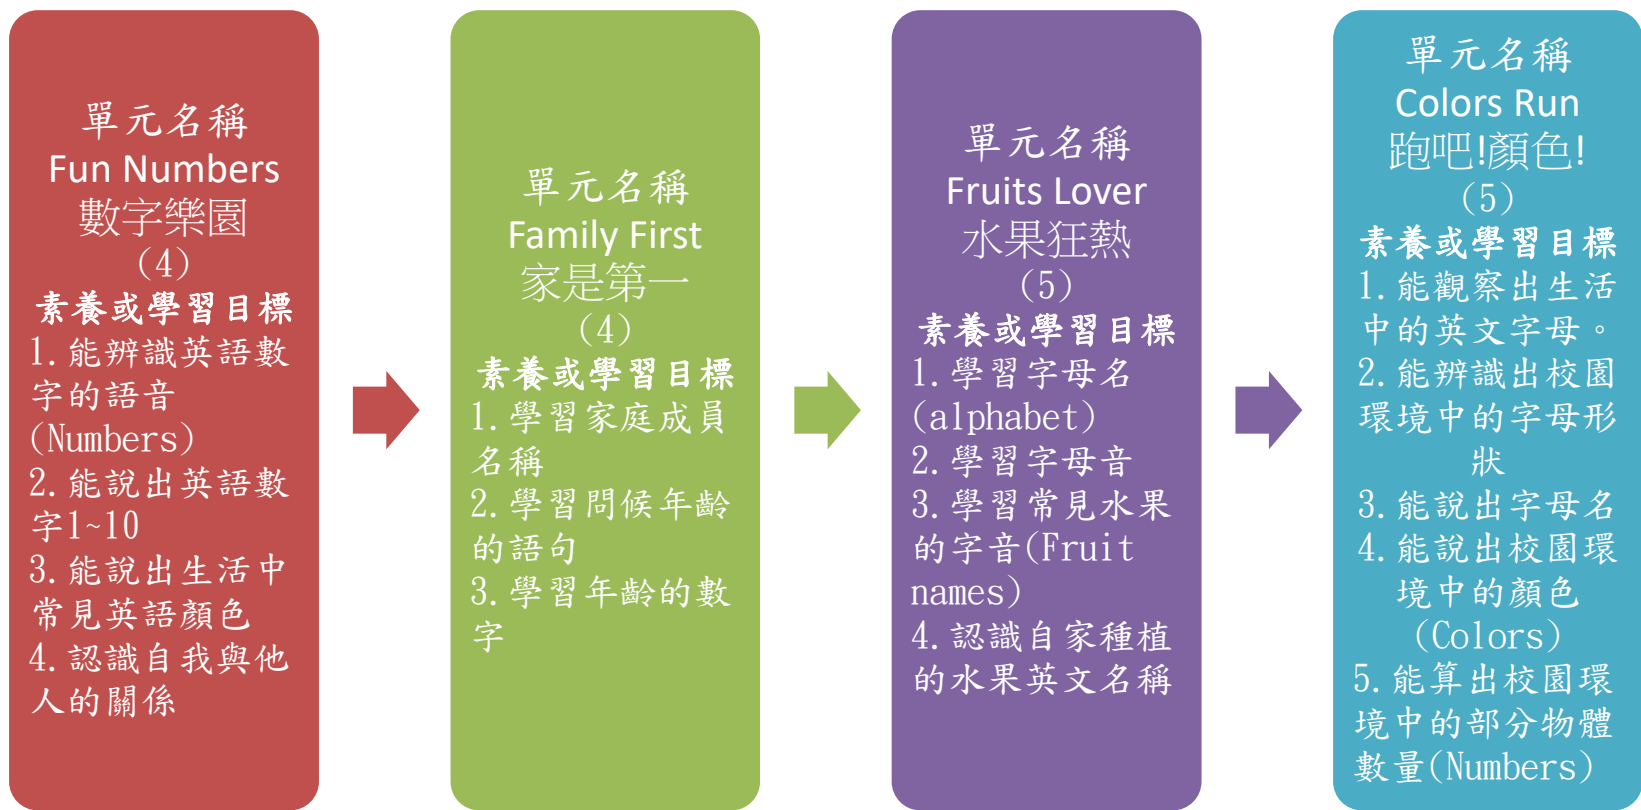 單元名稱
Fun Numbers
數字樂園
(4)
素養或學習目標
1.能辨識英語數
字的語音
(Numbers)
2.能說出英語數
字1~10
3.能說出生活中
常見英語顏色
4.認識自我與他
人的關係
單元名稱
Family First
家是第一
(4)
素養或學習目標
1.學習家庭成員
名稱
2.學習問候年齡
的語句
3.學習年齡的數
字
單元名稱
Fruits Lover
水果狂熱
(5)
素養或學習目標
1.學習字母名
(alphabet)
2.學習字母音
3.學習常見水果
的字音(Fruit
names)
4.認識自家種植
的水果英文名稱
單元名稱
Colors Run
跑吧!顏色!
(5)
素養或學習目標
1.能觀察出生活
中的英文字母。
2.能辨識出校園
環境中的字母形
狀
3.能說出字母名
4.能說出校園環
境中的顏色
(Colors)
5.能算出校園環
境中的部分物體
數量(Numbers)